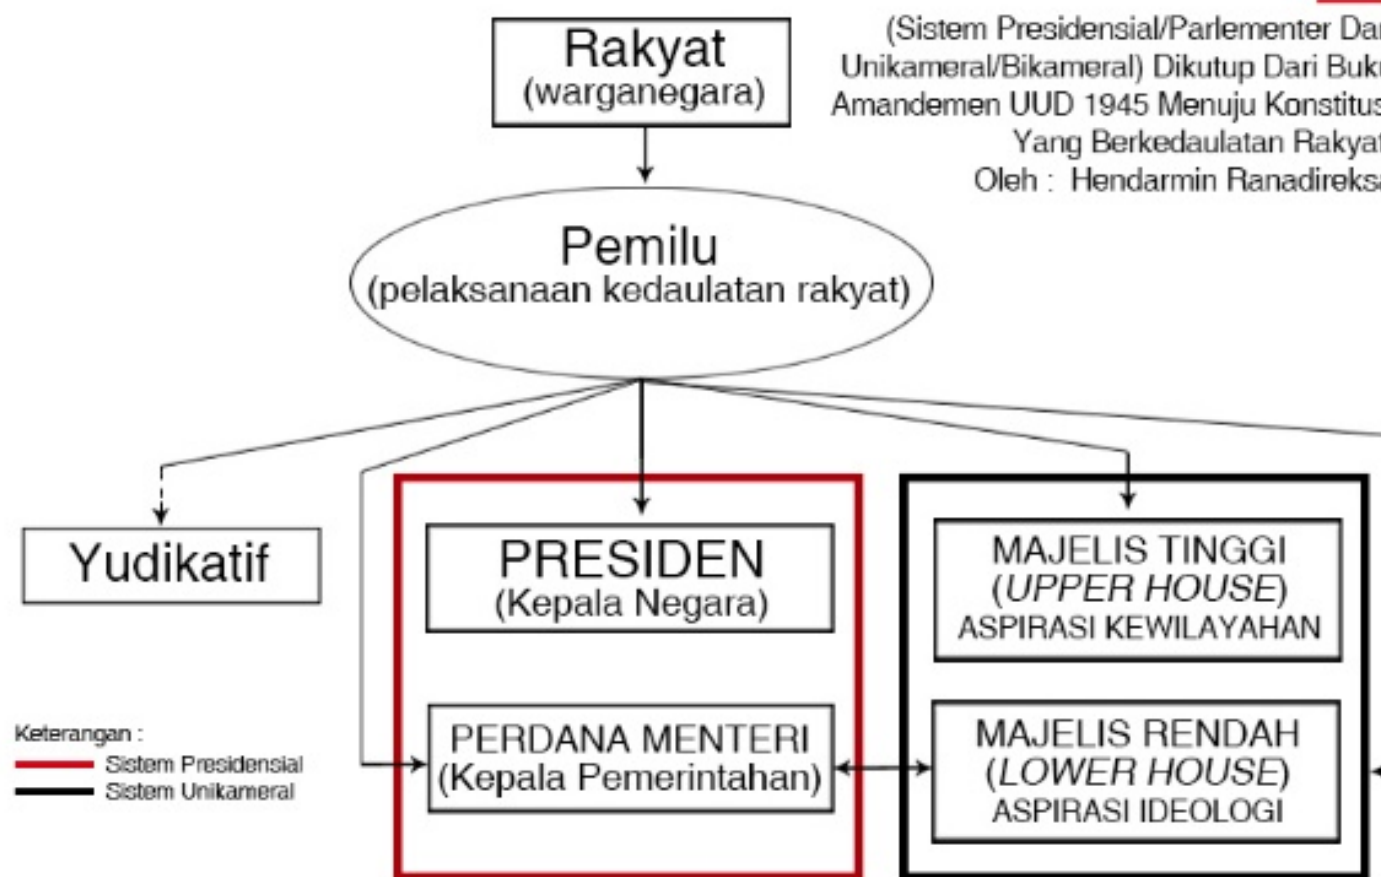 Rakyat
(warganegara)
(Sistem Presidensial/Parlementer Dan
Unikameral/Bikameral) Dikutup Dari Buku
Amandemen UUD 1945 Menuju Konstitus
Yang Berkedaulatan Rakyat
Oleh : Hendarmin Ranadireksa
Pemilu
(pelaksanaan kedaulatan rakyat)
Yudikatif
PRESIDEN
(Kepala Negara)
MAJELIS TINGGI
(UPPER HOUSE)
ASPIRASI KEWILAYAHAN
PERDANA MENTERI
(Kepala Pemerintahan)
MAJELIS RENDAH
(LOWER HOUSE)
ASPIRASI IDEOLOGI
Keterangan :
Sistem Presidensial
Sistem Unikameral